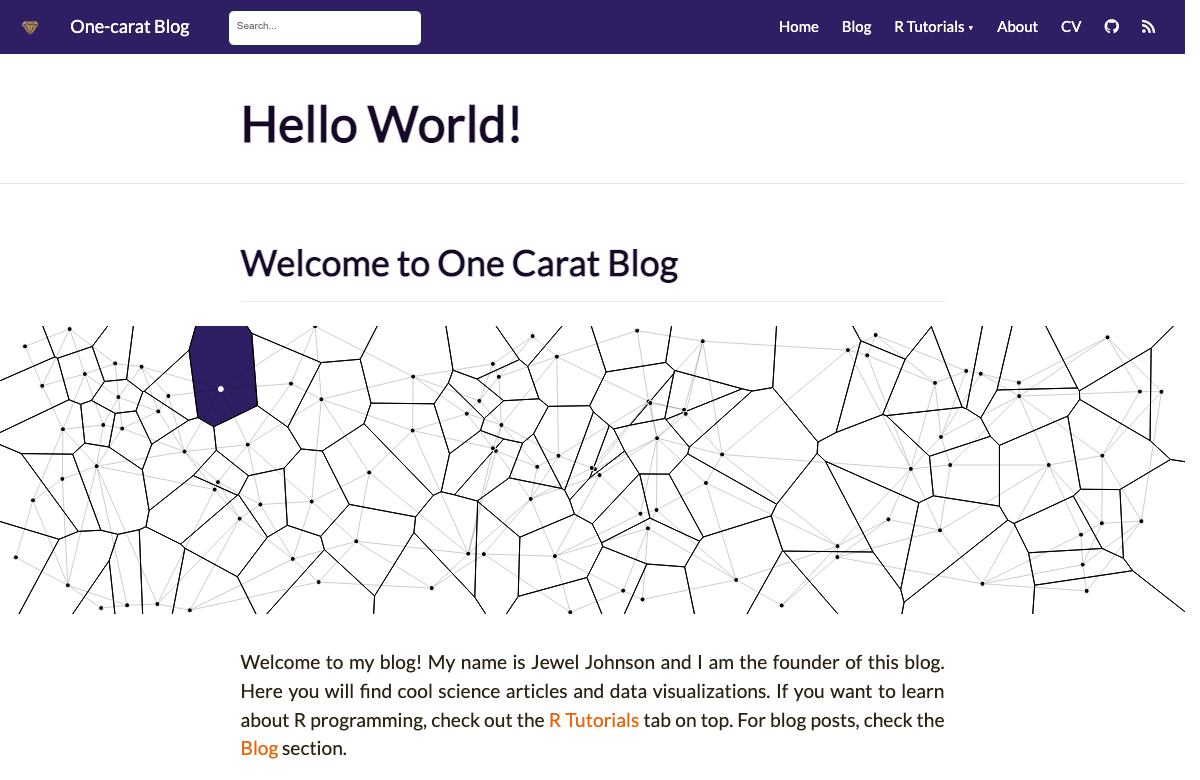 One-carat Blog
Search...
Home
Blog
R Tutorials ▾
About
CV
Hello World!
Welcome to One Carat Blog
Welcome to my blog! My name is Jewel Johnson and I am the founder of this blog.
Here you will find cool science articles and data visualizations. If you want to learn
about R programming, check out the R Tutorials tab on top. For blog posts, check the
Blog section.